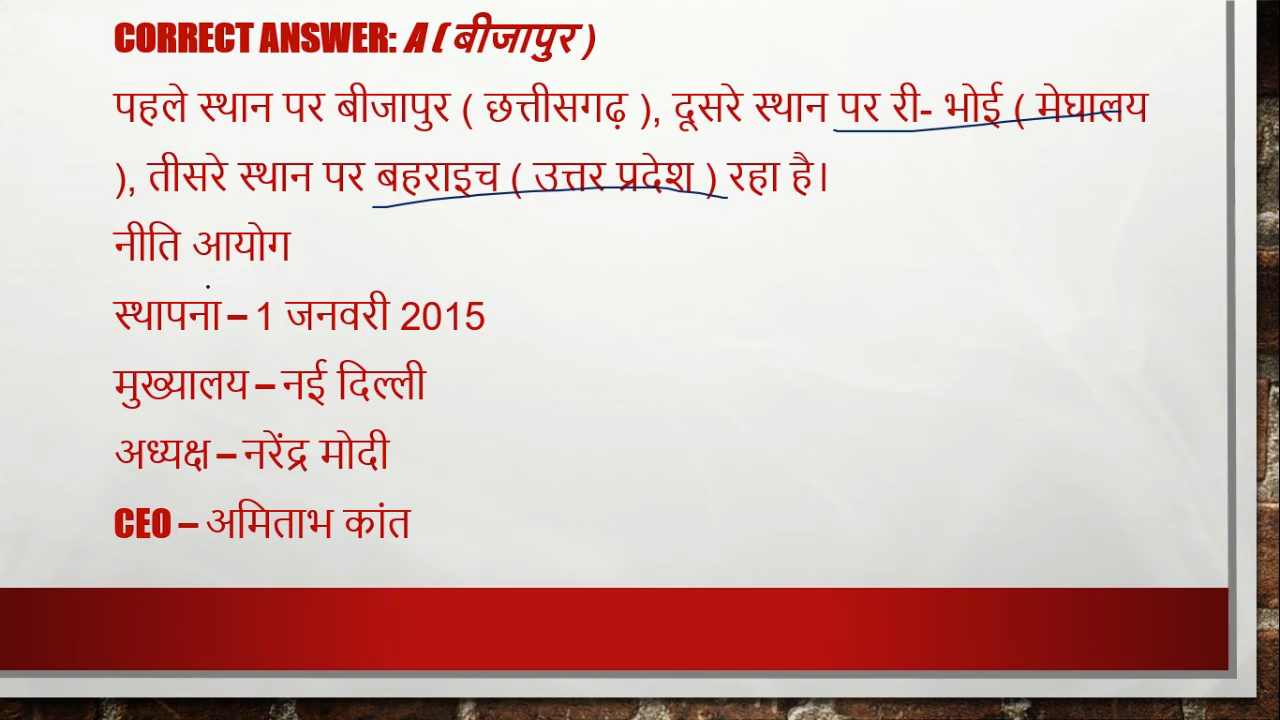 CORRECT ANSWER: A ( बीजापुर )
पहले स्थान पर बीजापुर ( छत्तीसगढ़ ), दूसरे स्थान पर री- भोई ( मेघालय
), तीसरे स्थान पर बहराइच ( उत्तर प्रदेश ) रहा है।
नीति आयोग
स्थापना – 1 जनवरी 2015
मुख्यालय – नई दिल्ली
अध्यक्ष – नरेंद्र मोदी
CEO – अमिताभ कांत